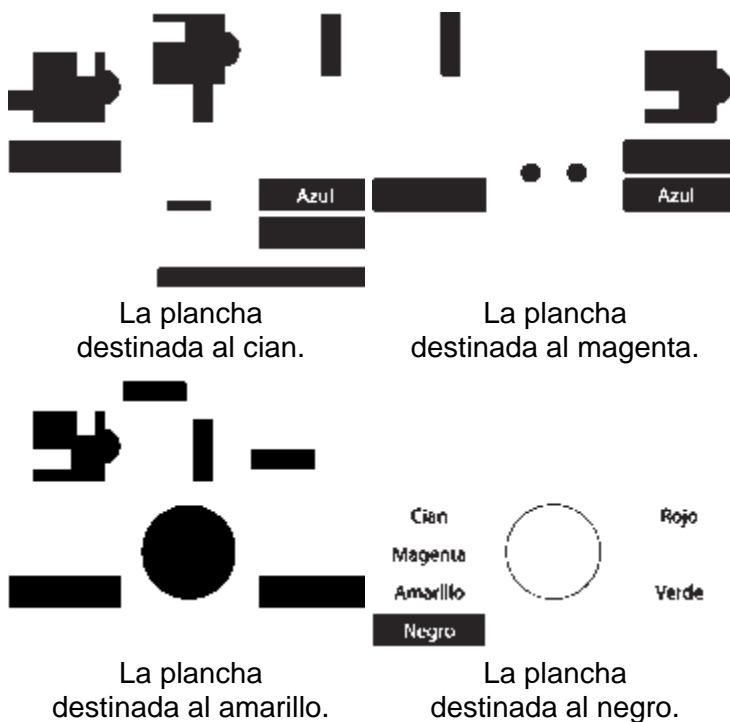 Azul
Azul
La plancha
destinada al cian.
La plancha
destinada al magenta.
Cian
Rojo
Magenta
Amarillo
Verde
Negro
La plancha
destinada al amarillo.
La plancha
destinada al negro.